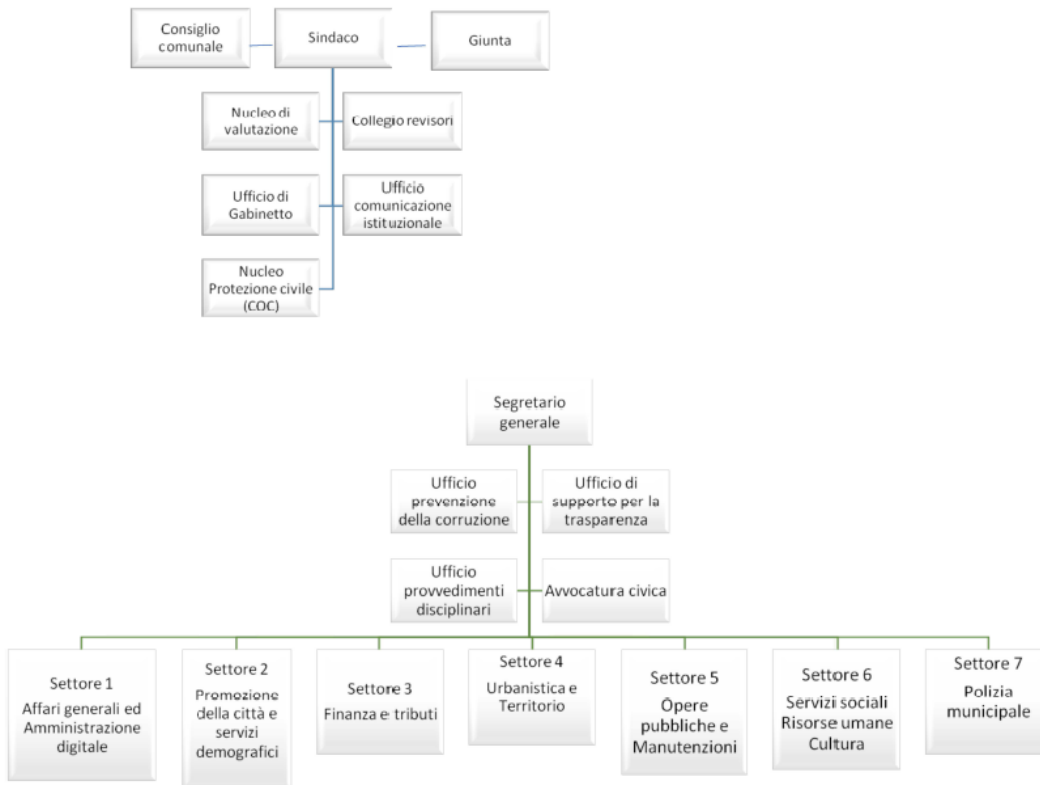 Consiglio
comunale
Sindaco
Giunta
Nucleo di
valutazione
Collegio revisori
Ufficio di
Gabinetto
Ufficio
comunicazione
istituzionale
Nucleo
Protezione civile
(COC)
Segretario
generale
Ufficio
prevenzione
della corruzione
Ufficio di
supporto per la
trasparenza
Ufficio
provvedimenti
disciplinari
Avvocatura civica
Settore 1
Affari generali ed
Amministrazione
digitale
Settore 2
Promozione
della città e
servizi
demografici
Settore 3
Finanza e tributi
Settore 4
Urbanistica e
Territorio
Settore 5
Opere
pubbliche e
Manutenzioni
Settore 6
Servizi sociali
Risorse umane
Cultura
Settore 7
Polizia
municipale